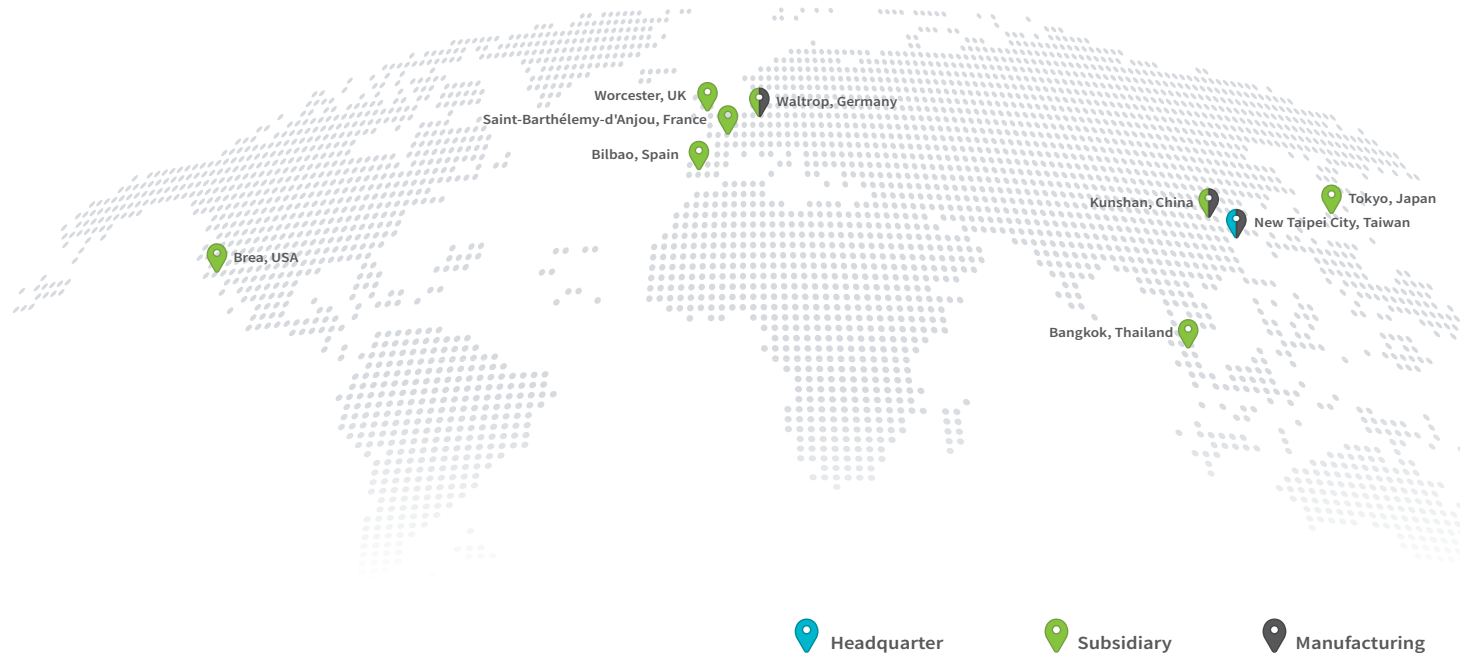 Worcester, UK
Waltrop, Germany
Saint-Barthélemy-d'Anjou, France
Bilbao, Spain
Kunshan, China
Tokyo, Japan
New Taipei City, Taiwan
Brea, USA
Bangkok, Thailand
Headquarter
Subsidiary
Manufacturing